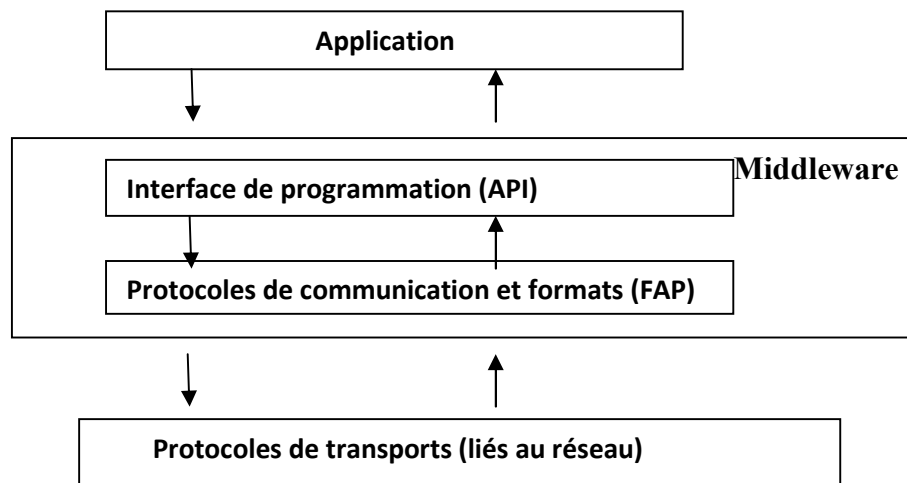 Application
Middleware
Interface de programmation (API)
Protocoles de communication et formats (FAP)
Protocoles de transports (liés au réseau)